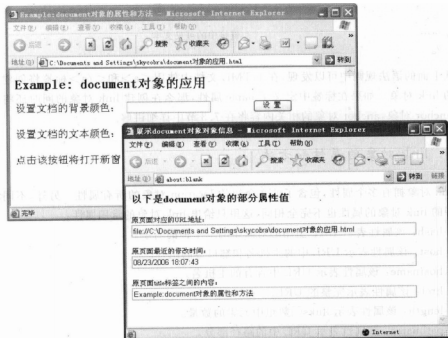 Example:document对象的属性和方法 - Microsoft Internet Explorer
文件(F) 编辑(E) 查看(V) 收藏(A) 工具(T) 帮助(H)
后退 搜索 收藏夹
地址(D) C:\Documents and Settings\skycobra\document对象的应用.html 转到
Example: document对象的应用
设置文档的背景颜色: 设置
设置文档的文本颜色:
点击该按钮将打开新窗
完毕
展示document对象对象信息 - Microsoft Internet Explorer
文件(F) 编辑(E) 查看(V) 收藏(A) 工具(T) 帮助(H)
后退 搜索 收藏夹
地址(D) about:blank 转到 链接
以下是document对象的部分属性值
原页面对应的URL地址:
file://C:\Documents and Settings\skycobra\document对象的应用.html
原页面最近的修改时间:
08/23/2006 18:07:43
原页面标签之间的内容:
Example:document对象的属性和方法
Internet